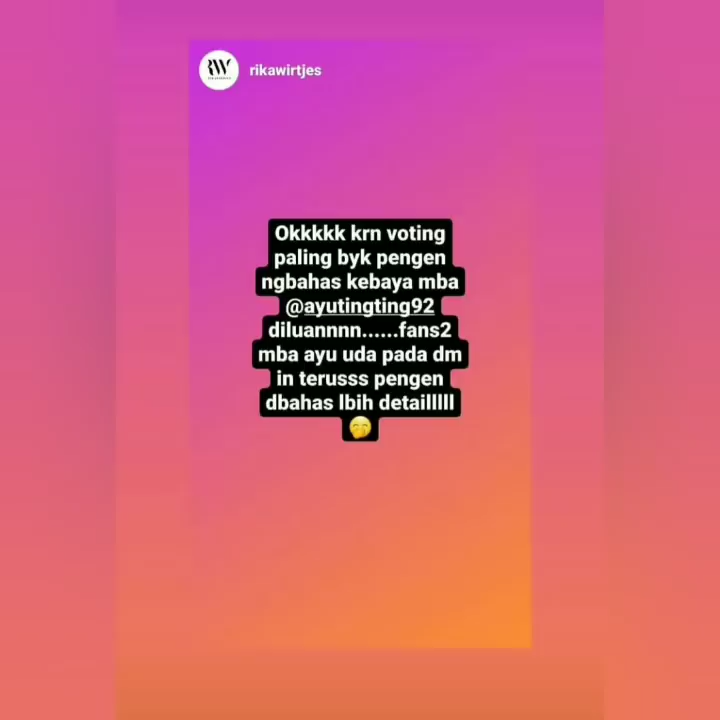 RW
rikawirtjes
Okkkkk krn voting
paling byk pengen
ngbahas kebaya mba
@ayutingting92
diluannnn......fans2
mba ayu uda pada dm
in terusss pengen
dbahas lbih detailllll
🤭